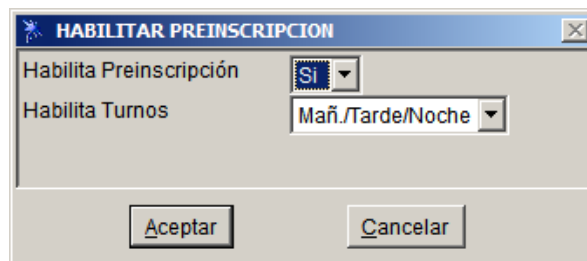 HABILITAR PREINSCRIPCION
Habilita Preinscripción Si
Habilita Turnos Mañ./Tarde/Noche
Aceptar Cancelar